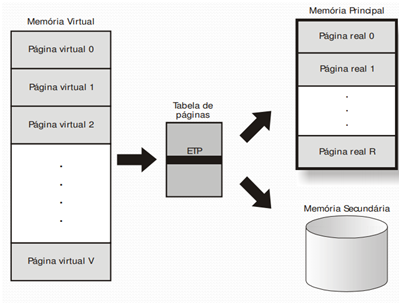 Memória Virtual
Página virtual 0
Página virtual 1
Página virtual 2
Página virtual V
Tabela de
páginas
ETP
Memória Principal
Página real 0
Página real 1
Página real R
Memória Secundária